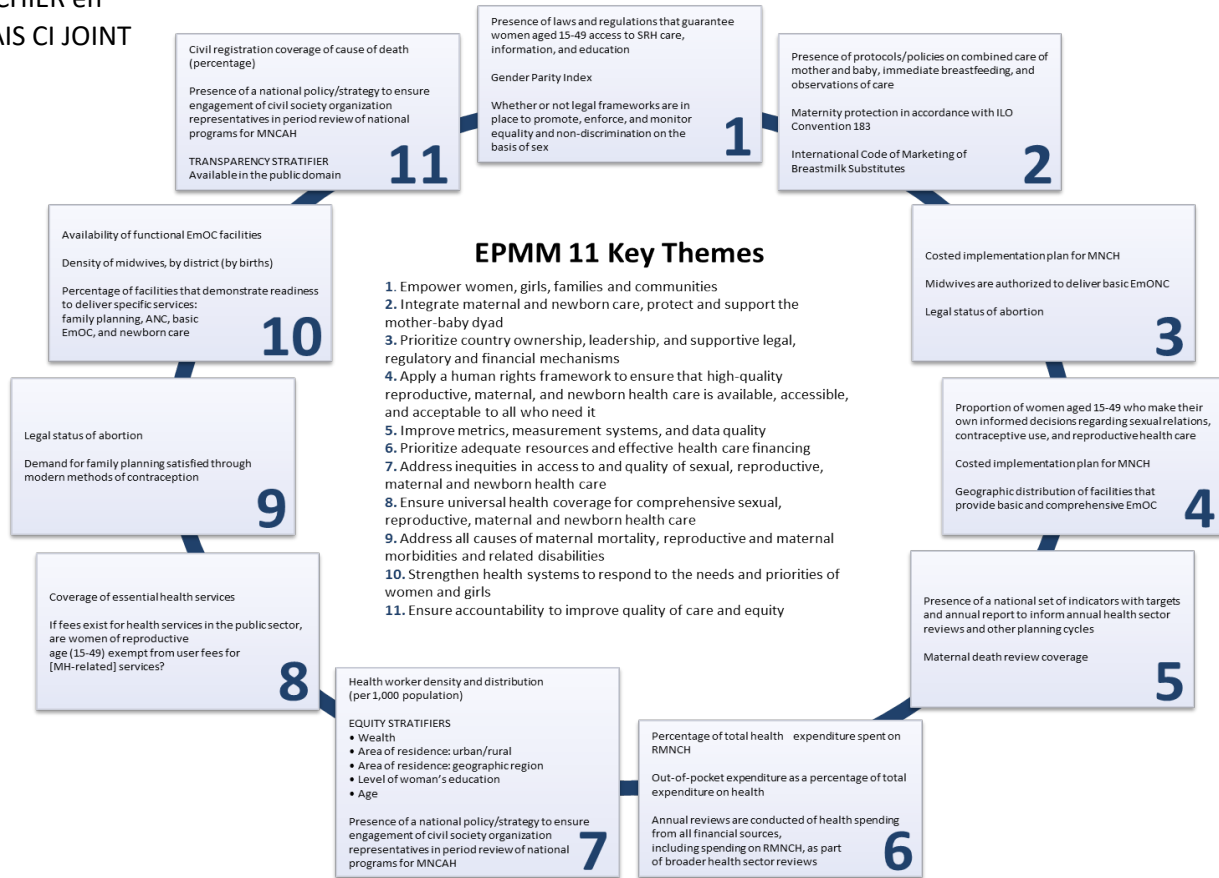 CHIER en
AIS CI JOINT
Presence of laws and regulations that guarantee
women aged 15-49 access to SRH care,
information, and education
Gender Parity Index
Whether or not legal frameworks are in
place to promote, enforce, and monitor
equality and non-discrimination on the
basis of sex
1
Presence of protocols/policies on combined care of
mother and baby, immediate breastfeeding, and
observations of care
Maternity protection in accordance with ILO
Convention 183
International Code of Marketing of
Breastmilk Substitutes
2
Costed implementation plan for MNCH
Midwives are authorized to deliver basic EmONC
Legal status of abortion
3
Proportion of women aged 15-49 who make their
own informed decisions regarding sexual relations,
contraceptive use, and reproductive health care
Costed implementation plan for MNCH
Geographic distribution of facilities that
provide basic and comprehensive EmOC
4
Presence of a national set of indicators with targets
and annual report to inform annual health sector
reviews and other planning cycles
Maternal death review coverage
5
Percentage of total health expenditure spent on
RMNCH
Out-of-pocket expenditure as a percentage of total
expenditure on health
Annual reviews are conducted of health spending
from all financial sources,
including spending on RMNCH, as part
of broader health sector reviews
6
Health worker density and distribution
(per 1,000 population)
EQUITY STRATIFIERS
• Wealth
• Area of residence: urban/rural
• Area of residence: geographic region
• Level of woman's education
• Age
Presence of a national policy/strategy to ensure
engagement of civil society organization
representatives in period review of national
programs for MNCAH
7
Coverage of essential health services
If fees exist for health services in the public sector,
are women of reproductive
age (15-49) exempt from user fees for
[MH-related] services?
8
Legal status of abortion
Demand for family planning satisfied through
modern methods of contraception
9
Availability of functional EmOC facilities
Density of midwives, by district (by births)
Percentage of facilities that demonstrate readiness
to deliver specific services:
family planning, ANC, basic
EmOC, and newborn care
10
Civil registration coverage of cause of death
(percentage)
Presence of a national policy/strategy to ensure
engagement of civil society organization
representatives in period review of national
programs for MNCAH
TRANSPARENCY STRATIFIER
Available in the public domain
11
EPMM 11 Key Themes
1. Empower women, girls, families and communities
2. Integrate maternal and newborn care, protect and support the
mother-baby dyad
3. Prioritize country ownership, leadership, and supportive legal,
regulatory and financial mechanisms
4. Apply a human rights framework to ensure that high-quality
reproductive, maternal, and newborn health care is available, accessible,
and acceptable to all who need it
5. Improve metrics, measurement systems, and data quality
6. Prioritize adequate resources and effective health care financing
7. Address inequities in access to and quality of sexual, reproductive,
maternal and newborn health care
8. Ensure universal health coverage for comprehensive sexual,
reproductive, maternal and newborn health care
9. Address all causes of maternal mortality, reproductive and maternal
morbidities and related disabilities
10. Strengthen health systems to respond to the needs and priorities of
women and girls
11. Ensure accountability to improve quality of care and equity